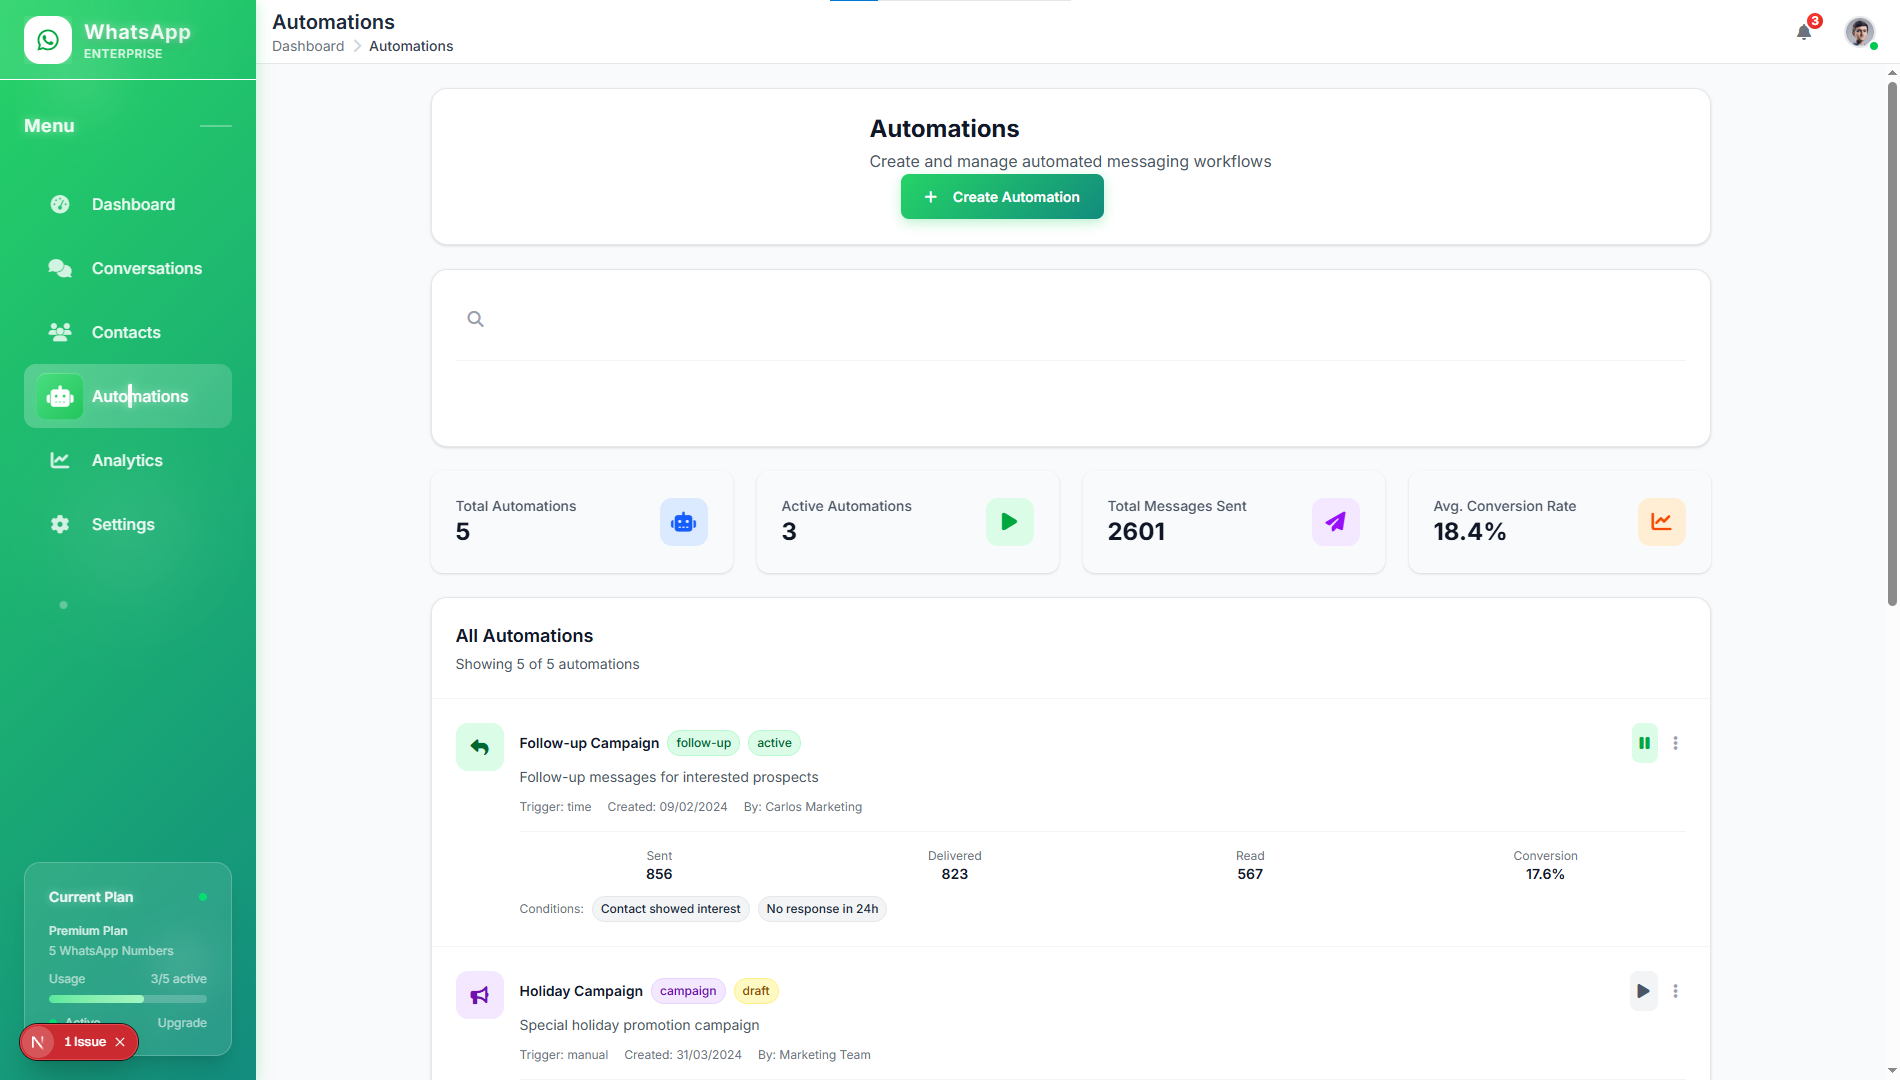 WhatsApp
ENTERPRISE
Menu
Dashboard
Conversations
Contacts
Automations
Analytics
Settings
Current Plan
Premium Plan
5 WhatsApp Numbers
Usage 3/5 active
Active Upgrade
N 1 Issue
Automations
Dashboard Automations
3
Automations
Create and manage automated messaging workflows
+ Create Automation
Total Automations
5
Active Automations
3
Total Messages Sent
2601
Avg. Conversion Rate
18.4%
All Automations
Showing 5 of 5 automations
Follow-up Campaign follow-up active
Follow-up messages for interested prospects
Trigger: time Created: 09/02/2024 By: Carlos Marketing
Sent Delivered Read Conversion
856 823 567 17.6%
Conditions: Contact showed interest No response in 24h
Holiday Campaign campaign draft
Special holiday promotion campaign
Trigger: manual Created: 31/03/2024 By: Marketing Team